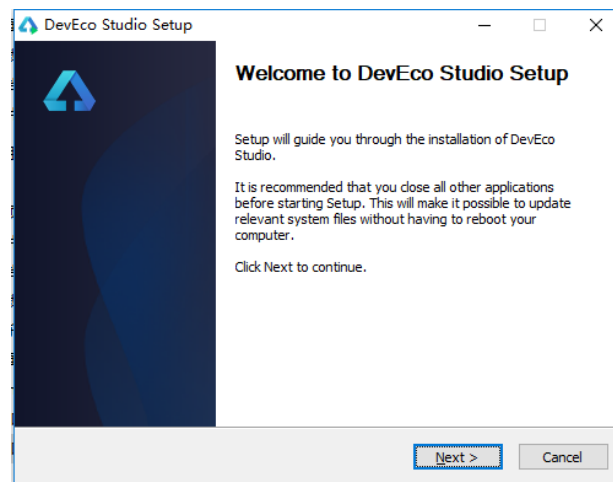 DevEco Studio Setup
Welcome to DevEco Studio Setup
Setup will guide you through the installation of DevEco
Studio.
It is recommended that you close all other applications
before starting Setup. This will make it possible to update
relevant system files without having to reboot your
computer.
Click Next to continue.
Next >
Cancel